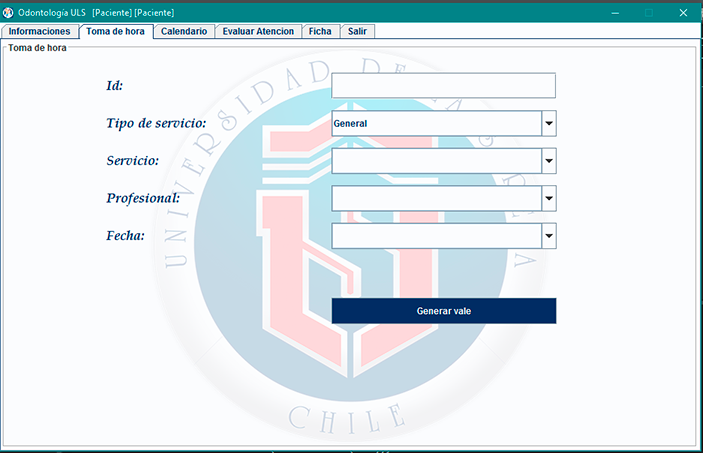 Odontología ULS [Paciente] [Paciente]
Informaciones Toma de hora Calendario Evaluar Atencion Ficha Salir
Toma de hora
UNIVERSIDAD DE LA SERENA
Id:
Tipo de servicio: General
Servicio:
Profesional:
Fecha:
Generar vale
CHILE